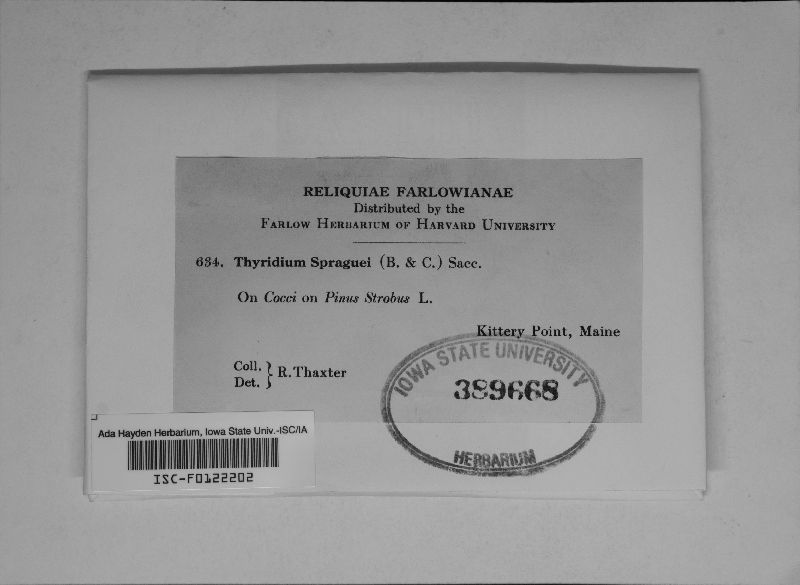 RELIQUIAE FARLOWIANAE
Distributed by the
FARLOW HERBARIUM OF HARVARD UNIVERSITY
634. Thyridium Spraguei (B. & C.) Sacc.
On Cocci on Pinus Strobus L.
Kittery Point, Maine
Coll.
Det. } R. Thaxter
IOWA STATE UNIVERSITY
389668
HERBARIUM
Ada Hayden Herbarium, Iowa State Univ.-ISC/IA
ISC-F0122202